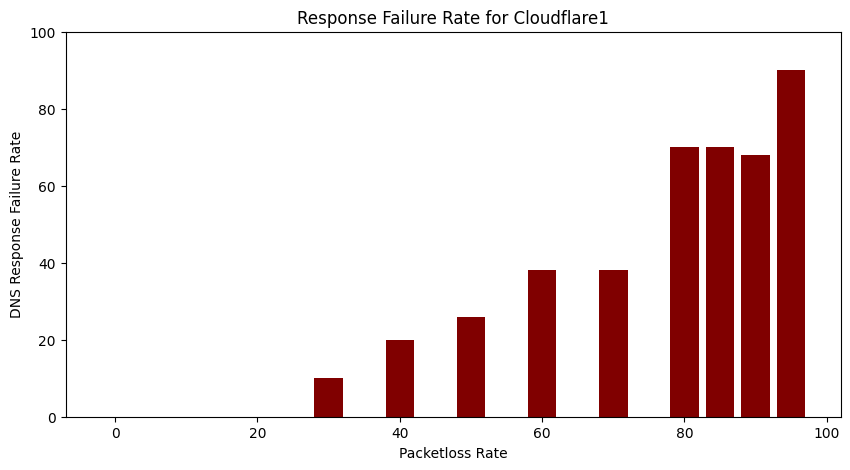 Response Failure Rate for Cloudflare1
100
80
60
40
20
0
DNS Response Failure Rate
0 20 40 60 80 100
Packetloss Rate